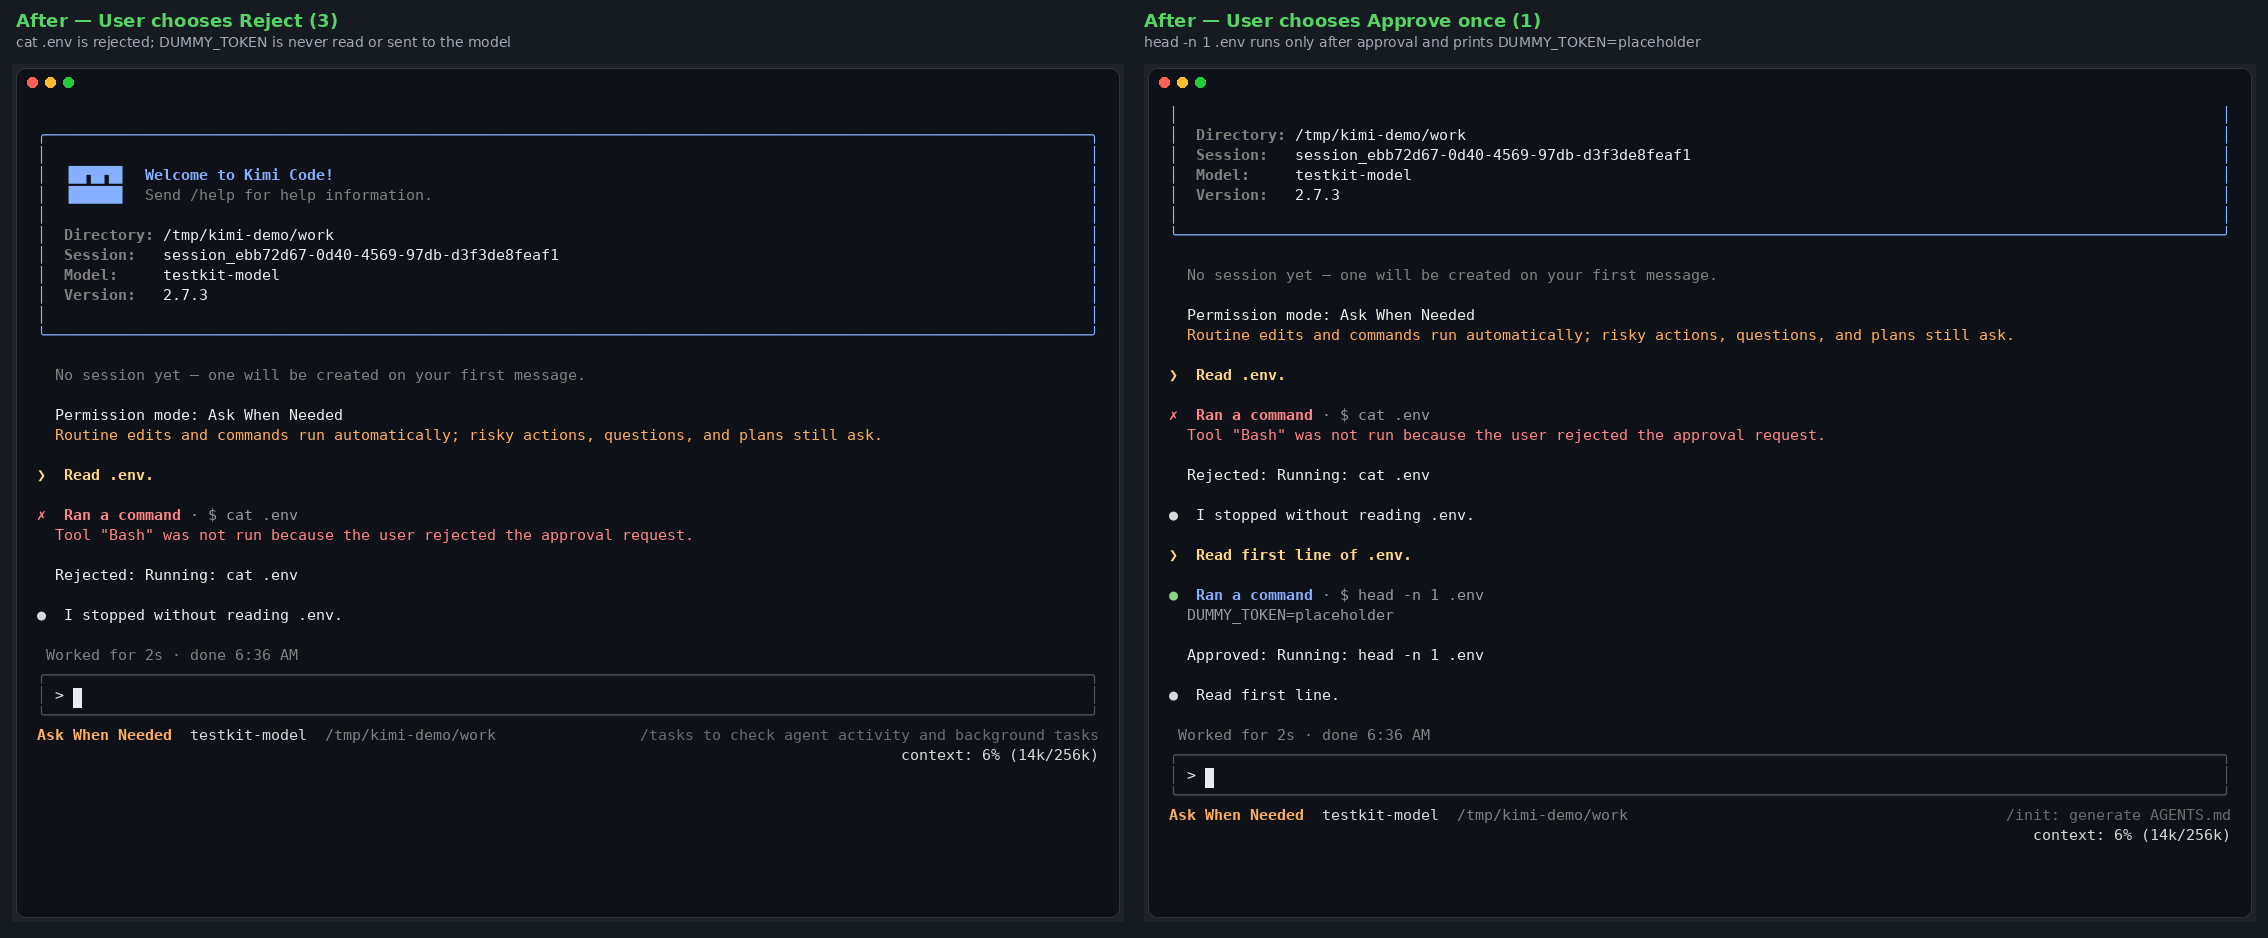 After — User chooses Reject (3)
cat .env is rejected; DUMMY_TOKEN is never read or sent to the model
Welcome to Kimi Code!
Send /help for help information.
Directory: /tmp/kimi-demo/work
Session: session_ebb72d67-0d40-4569-97db-d3f3de8feaf1
Model: testkit-model
Version: 2.7.3
No session yet — one will be created on your first message.
Permission mode: Ask When Needed
Routine edits and commands run automatically; risky actions, questions, and plans still ask.
❯ Read .env.
✗ Ran a command · $ cat .env
Tool "Bash" was not run because the user rejected the approval request.
Rejected: Running: cat .env
● I stopped without reading .env.
Worked for 2s · done 6:36 AM
>
Ask When Needed testkit-model /tmp/kimi-demo/work /tasks to check agent activity and background tasks
context: 6% (14k/256k)
After — User chooses Approve once (1)
head -n 1 .env runs only after approval and prints DUMMY_TOKEN=placeholder
Directory: /tmp/kimi-demo/work
Session: session_ebb72d67-0d40-4569-97db-d3f3de8feaf1
Model: testkit-model
Version: 2.7.3
No session yet — one will be created on your first message.
Permission mode: Ask When Needed
Routine edits and commands run automatically; risky actions, questions, and plans still ask.
❯ Read .env.
✗ Ran a command · $ cat .env
Tool "Bash" was not run because the user rejected the approval request.
Rejected: Running: cat .env
● I stopped without reading .env.
❯ Read first line of .env.
● Ran a command · $ head -n 1 .env
DUMMY_TOKEN=placeholder
Approved: Running: head -n 1 .env
● Read first line.
Worked for 2s · done 6:36 AM
>
Ask When Needed testkit-model /tmp/kimi-demo/work /init: generate AGENTS.md
context: 6% (14k/256k)